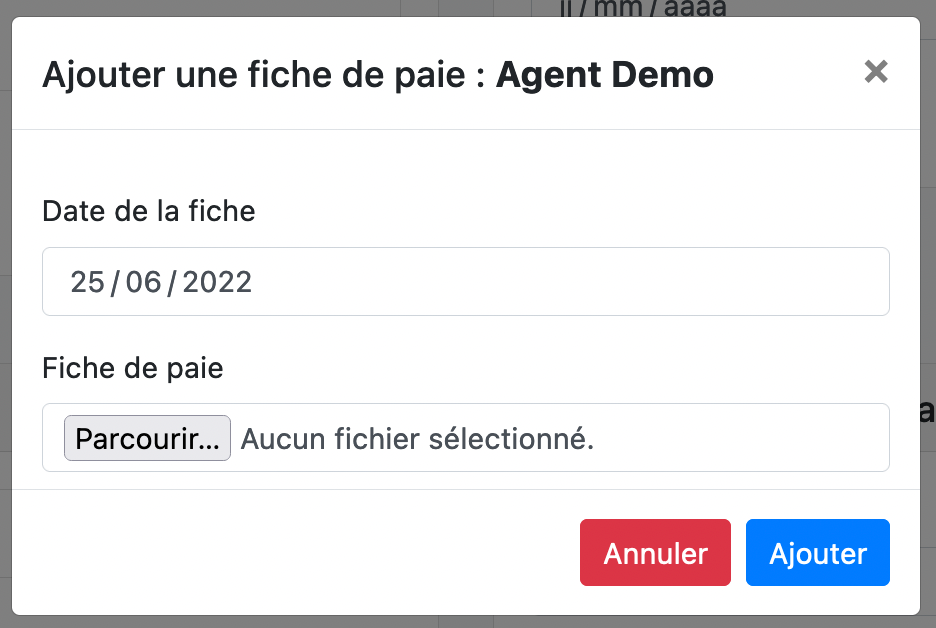 jj/mm/aaaa
Ajouter une fiche de paie : Agent Demo
×
Date de la fiche
25/06/2022
Fiche de paie
Parcourir... Aucun fichier sélectionné.
Annuler Ajouter